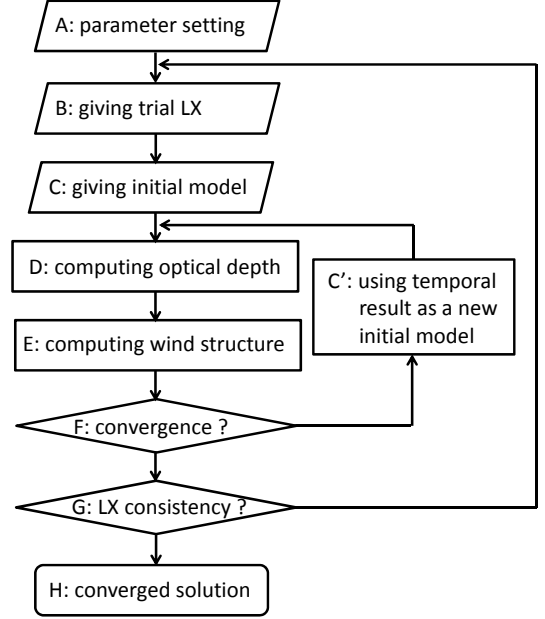 A: parameter setting
B: giving trial LX
C: giving initial model
D: computing optical depth
C’: using temporal
result as a new
initial model
E: computing wind structure
F: convergence ?
G: LX consistency ?
H: converged solution